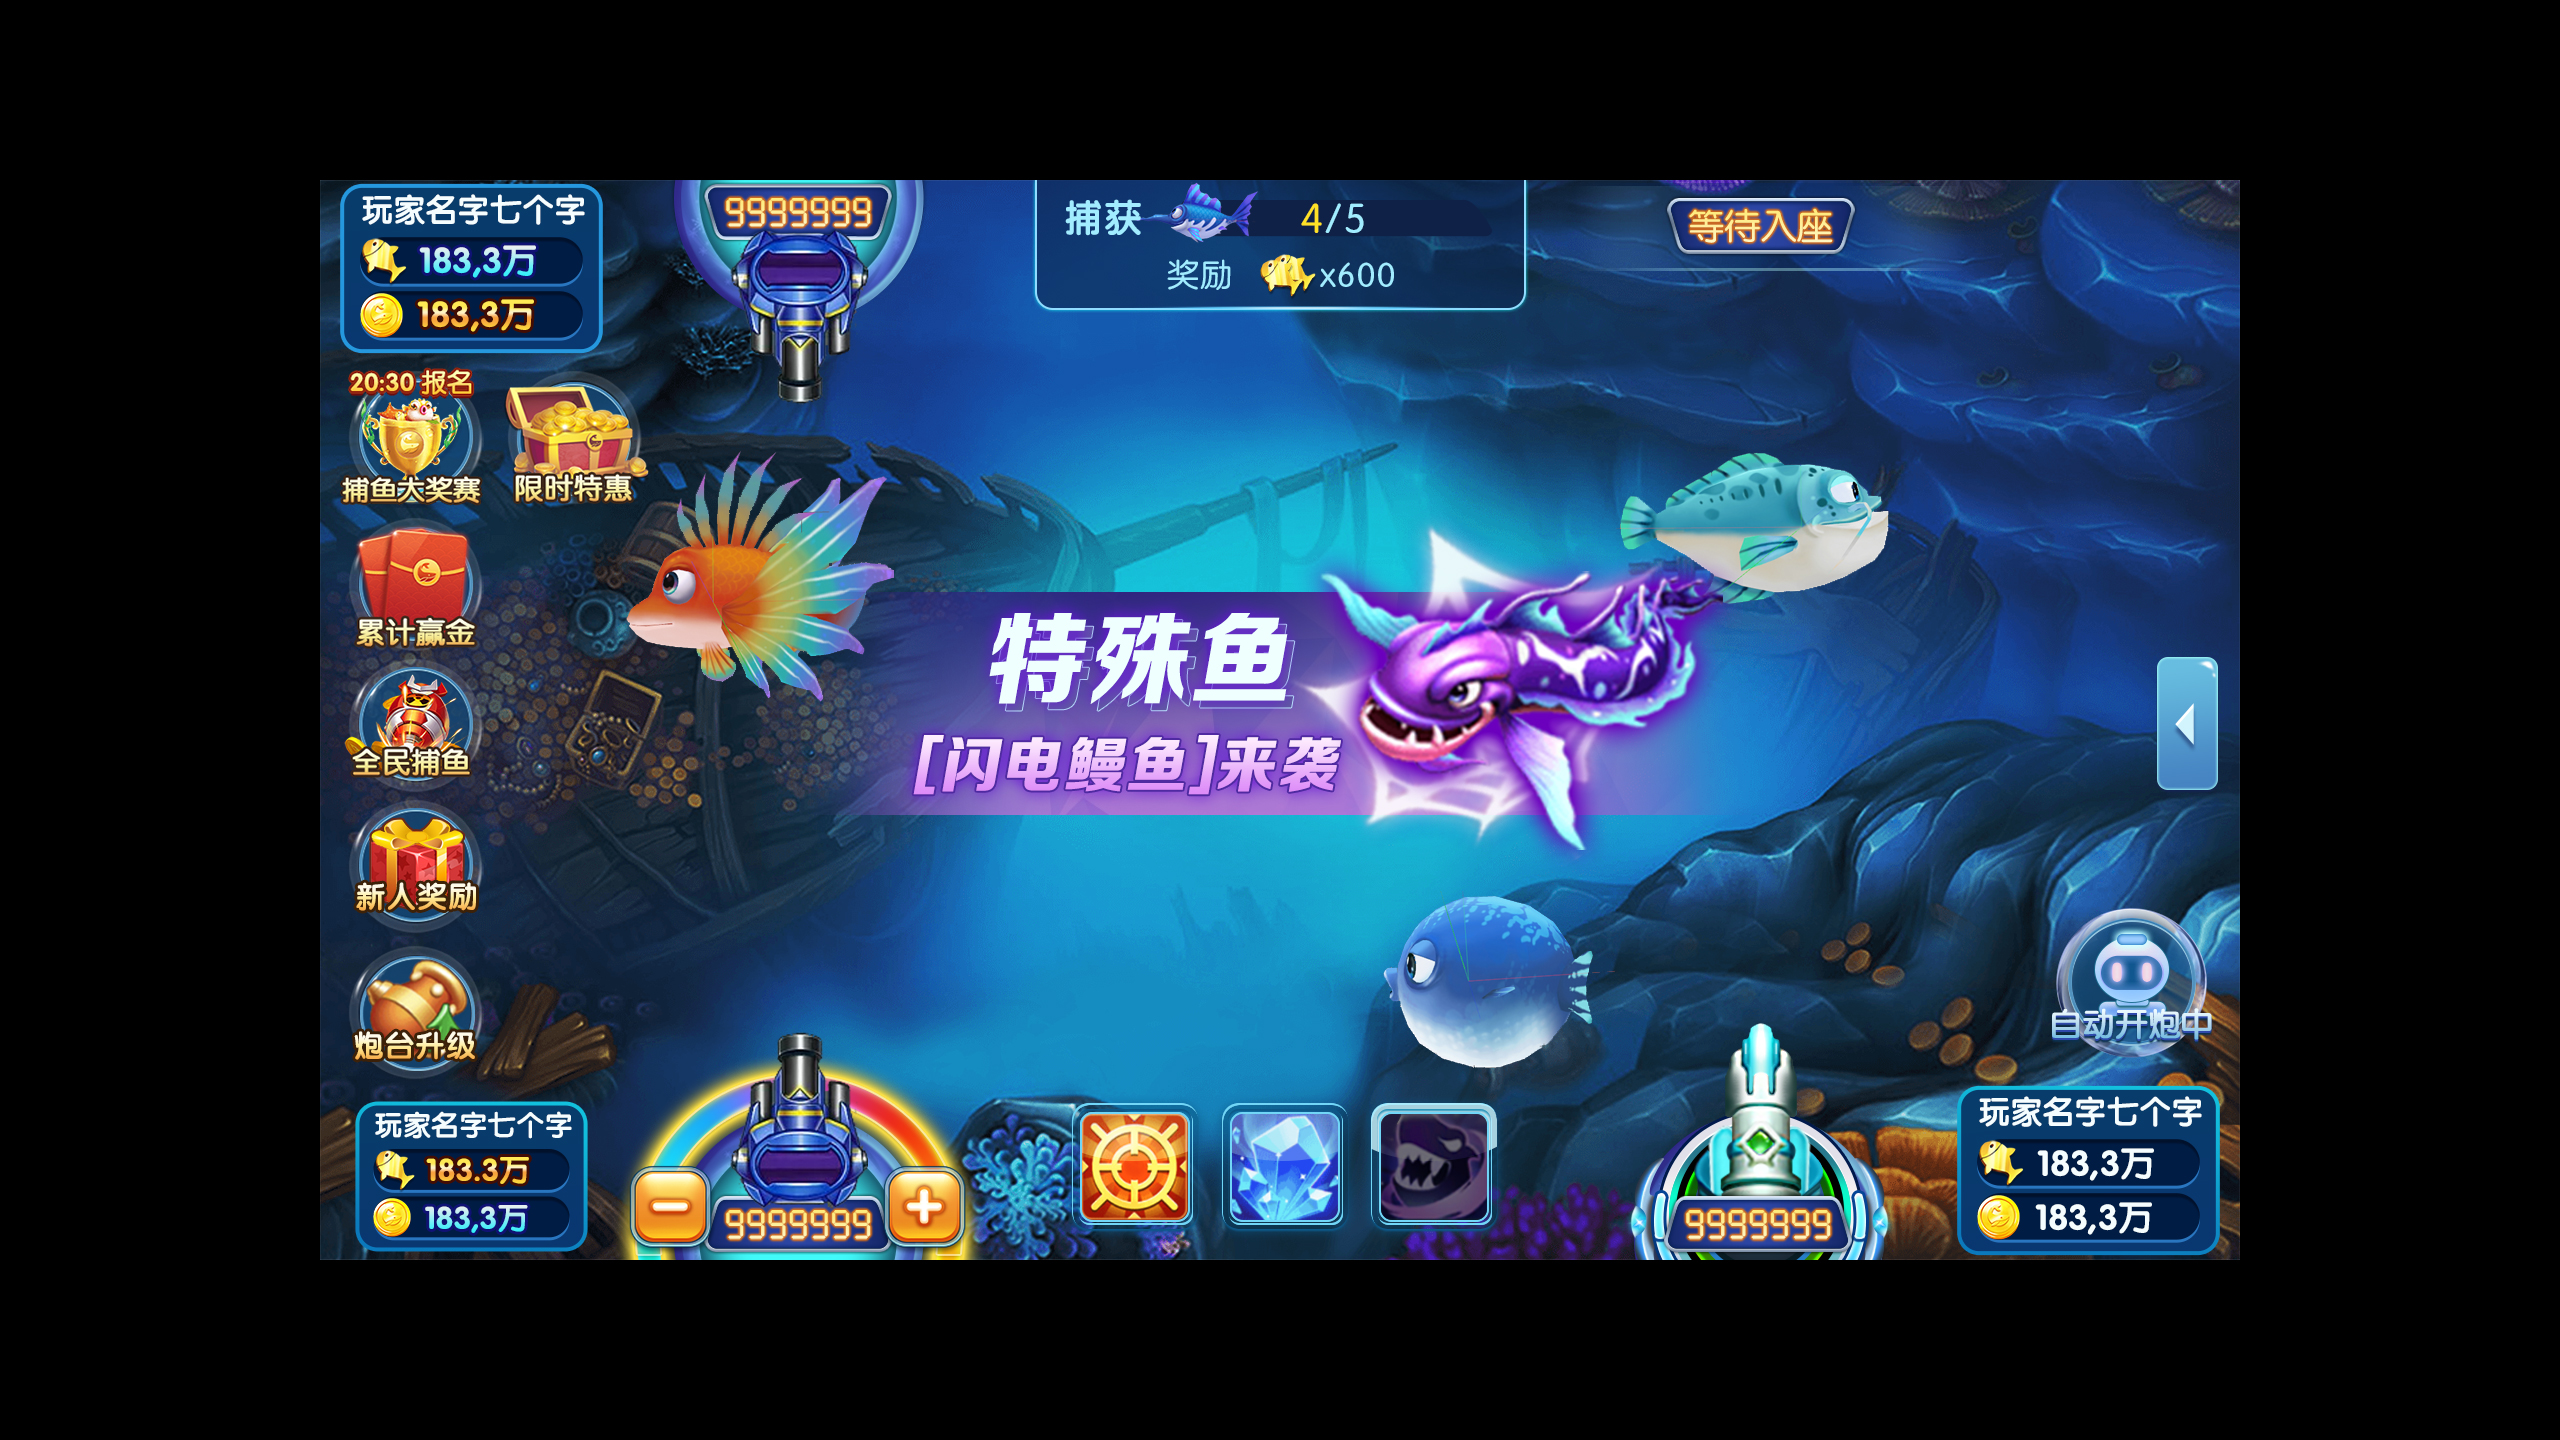 玩家名字七个字
183,3万
183,3万
9999999
捕获 4/5
奖励 x600
等待入座
20:30 报名
捕鱼大奖赛
限时特惠
累计赢金
全民捕鱼
新人奖励
炮台升级
特殊鱼
[闪电鳗鱼]来袭
自动开炮中
玩家名字七个字
183.3万
183,3万
9999999
9999999
玩家名字七个字
183,3万
183,3万